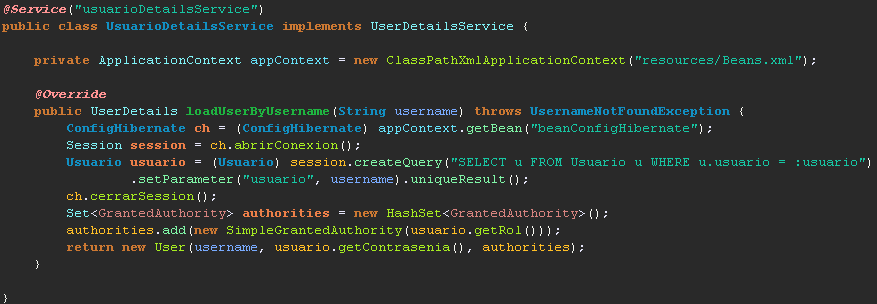 @Service("usuarioDetailsService")
public class UsuarioDetailsService implements UserDetailsService {
private ApplicationContext appContext = new ClassPathXmlApplicationContext("resources/Beans.xml");
@Override
public UserDetails loadUserByUsername(String username) throws UsernameNotFoundException {
ConfigHibernate ch = (ConfigHibernate) appContext.getBean("beanConfigHibernate");
Session session = ch.abrirConexion();
Usuario usuario = (Usuario) session.createQuery("SELECT u FROM Usuario u WHERE u.usuario = :usuario")
.setParameter("usuario", username).uniqueResult();
ch.cerrarSession();
Set<GrantedAuthority> authorities = new HashSet<GrantedAuthority>();
authorities.add(new SimpleGrantedAuthority(usuario.getRol()));
return new User(username, usuario.getContrasenia(), authorities);
}
}